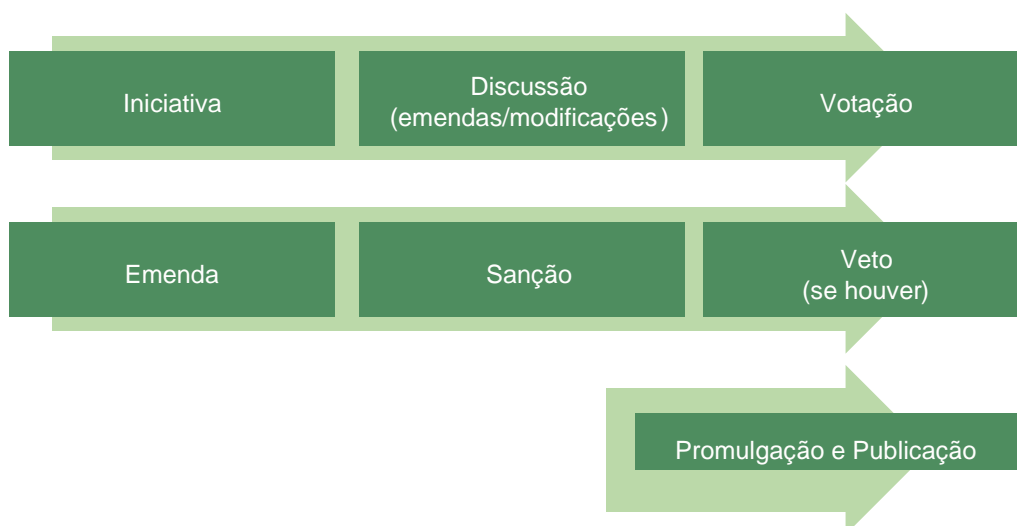 Iniciativa
Discussão
(emendas/modificações)
Votação
Emenda
Sanção
Veto
(se houver)
Promulgação e Publicação